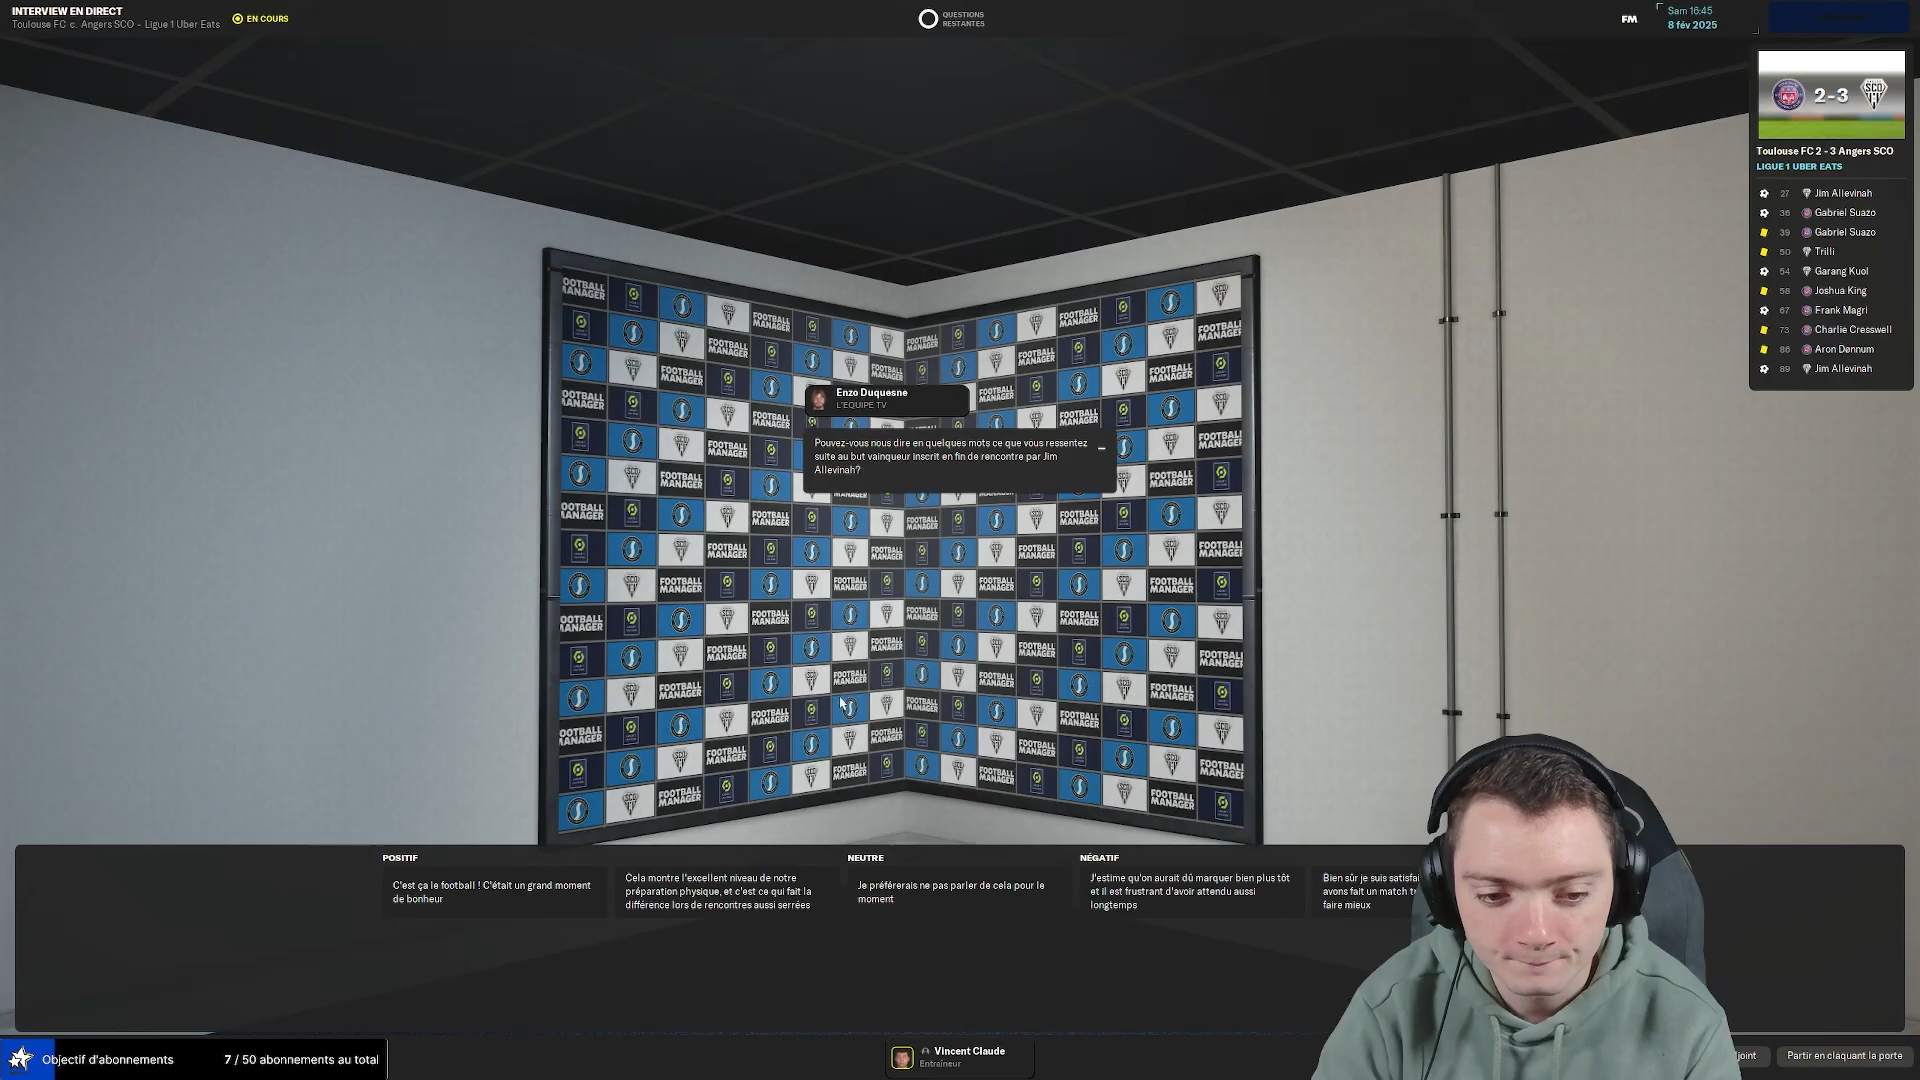 INTERVIEW EN DIRECT
Toulouse FC c. Angers SCO - Ligue 1 Uber Eats
EN COURS
QUESTIONS
RESTANTES
FM
Sam 16:45
8 fév 2025
2-3
Toulouse FC 2 - 3 Angers SCO
LIGUE 1 UBER EATS
27 Jim Allevinah
36 Gabriel Suazo
39 Gabriel Suazo
50 Trilli
54 Garang Kuol
58 Joshua King
67 Frank Magri
73 Charlie Cresswell
86 Aron Dønnum
89 Jim Allevinah
FOOTBALL
MANAGER
SCO
Enzo Duquesne
L'EQUIPE TV
Pouvez-vous nous dire en quelques mots ce que vous ressentez
suite au but vainqueur inscrit en fin de rencontre par Jim
Allevinah?
POSITIF
C'est ça le football ! C'était un grand moment
de bonheur
Cela montre l'excellent niveau de notre
préparation physique, et c'est ce qui fait la
différence lors de rencontres aussi serrées
NEUTRE
Je préférerais ne pas parler de cela pour le
moment
NÉGATIF
J'estime qu'on aurait dû marquer bien plus tôt
et il est frustrant d'avoir attendu aussi
longtemps
Bien sûr je suis satisfai
avons fait un match tr
faire mieux
Objectif d'abonnements
7 / 50 abonnements au total
Vincent Claude
Entraîneur
joint
Partir en claquant la porte